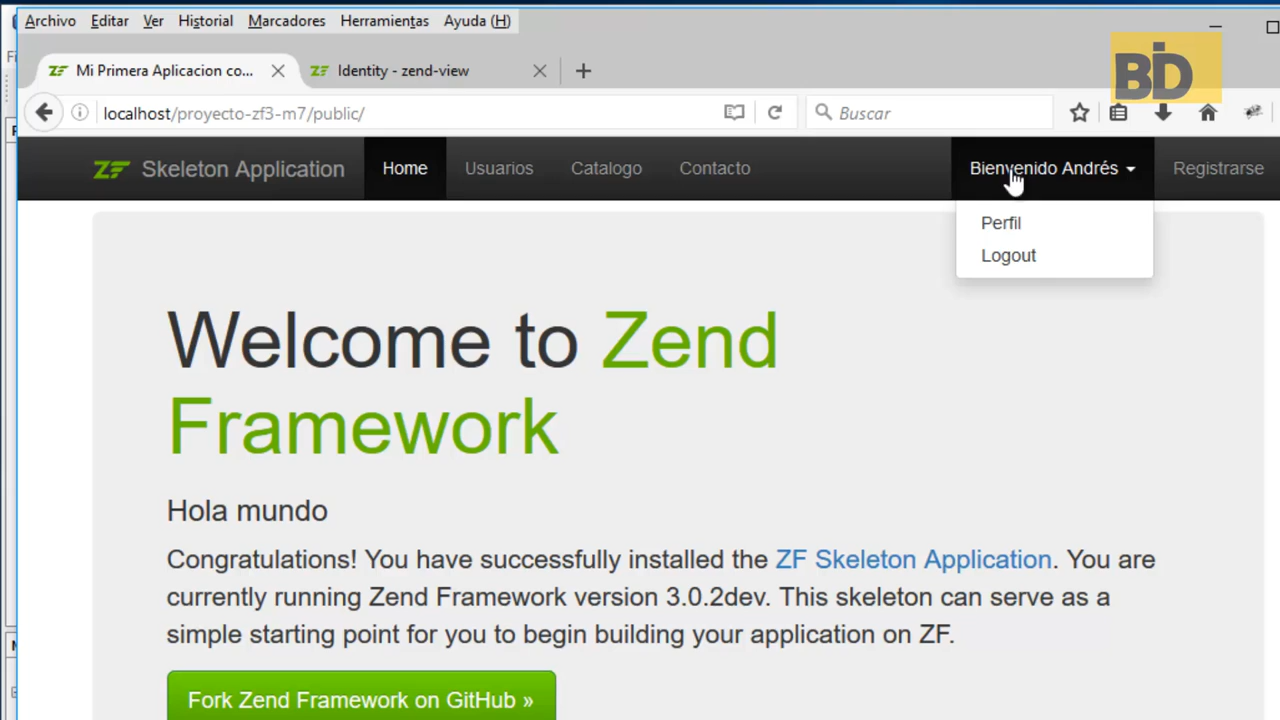 Archivo Editar Ver Historial Marcadores Herramientas Ayuda (H)
BID
ZF Mi Primera Aplicacion co... ZF Identity - zend-view
localhost/proyecto-zf3-m7/public/ Buscar
ZF Skeleton Application Home Usuarios Catalogo Contacto Bienvenido Andrés Registrarse
Perfil
Logout
Welcome to Zend
Framework
Hola mundo
Congratulations! You have successfully installed the ZF Skeleton Application. You are
currently running Zend Framework version 3.0.2dev. This skeleton can serve as a
simple starting point for you to begin building your application on ZF.
Fork Zend Framework on GitHub »